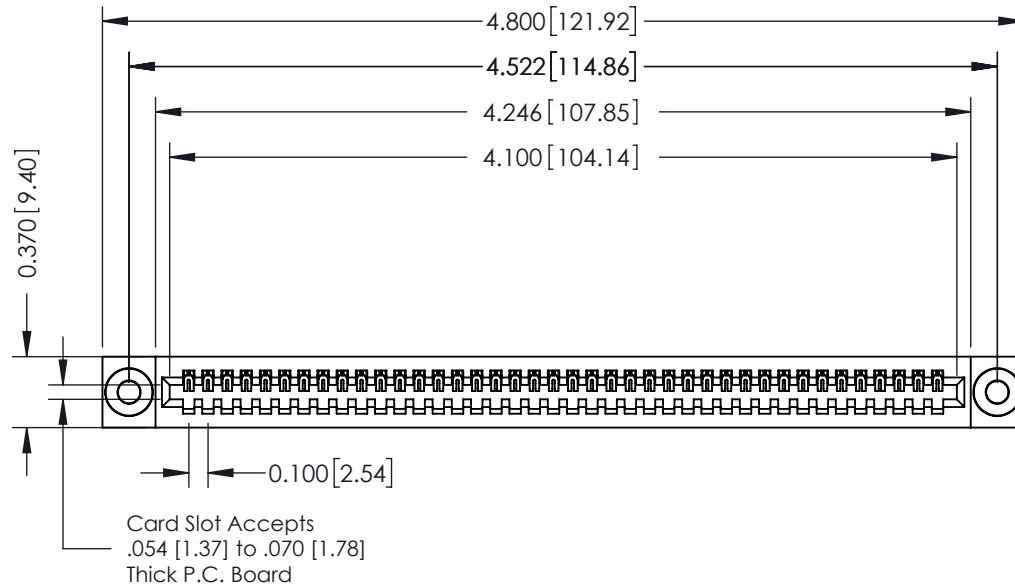 4.800 [121.92]
4.522 [114.86]
4.246 [107.85]
4.100 [104.14]
0.370 [9.40]
0.100 [2.54]
Card Slot Accepts
.054 [1.37] to .070 [1.78]
Thick P.C. Board